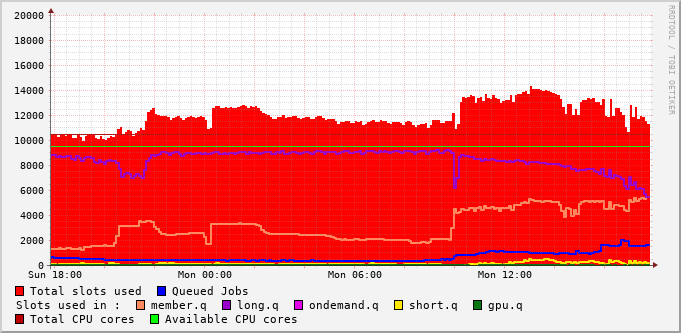 20000
18000
16000
14000
12000
10000
8000
6000
4000
2000
0
Sun 18:00 Mon 00:00 Mon 06:00 Mon 12:00
Total slots used Queued Jobs
Slots used in : member.q long.q ondemand.q short.q gpu.q
Total CPU cores Available CPU cores
RRDTOOL / TOBI OETIKER